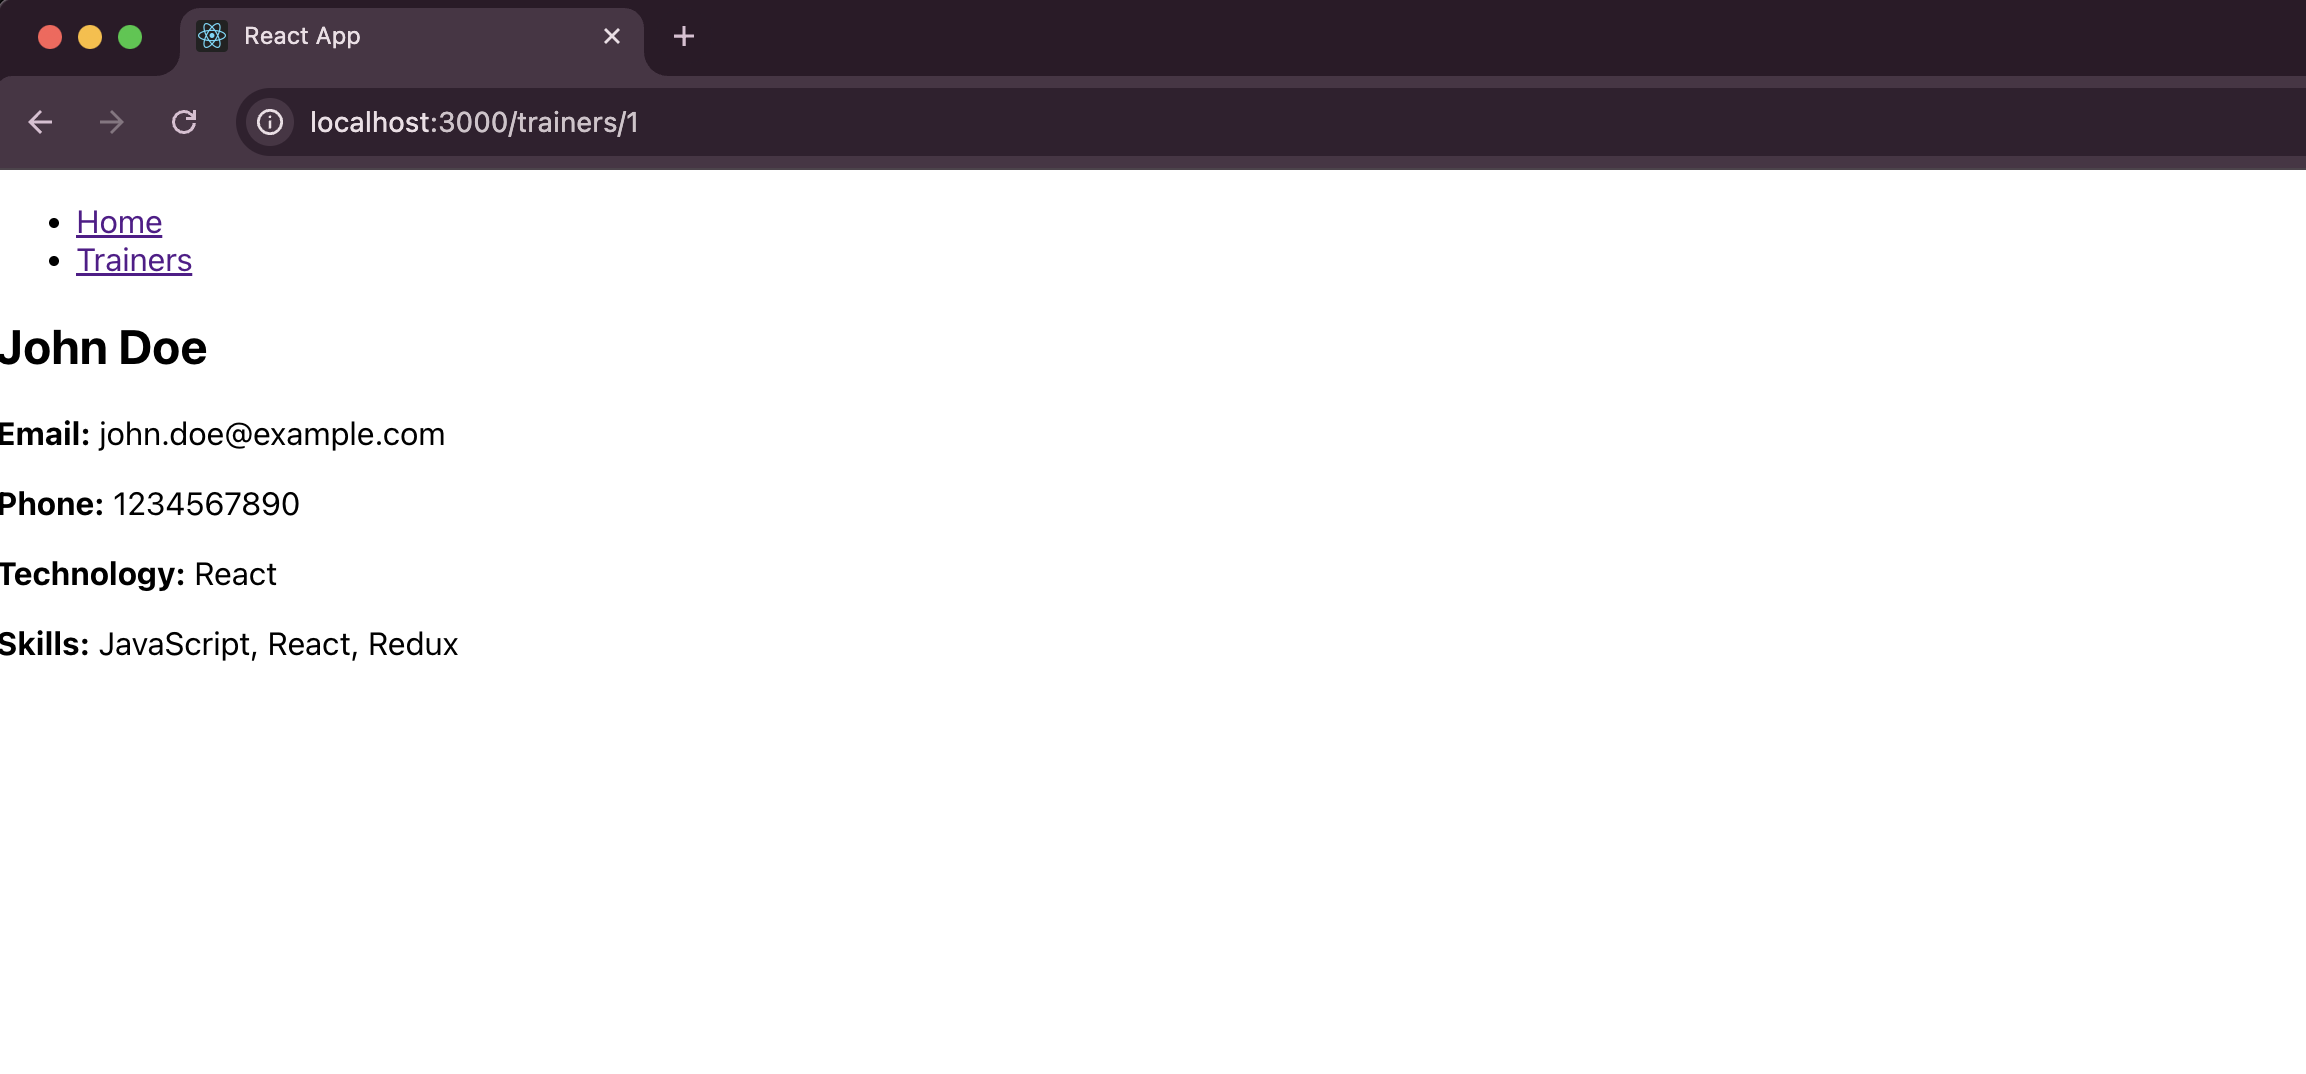 React App
localhost:3000/trainers/1
Home
Trainers
John Doe
Email: john.doe@example.com
Phone: 1234567890
Technology: React
Skills: JavaScript, React, Redux